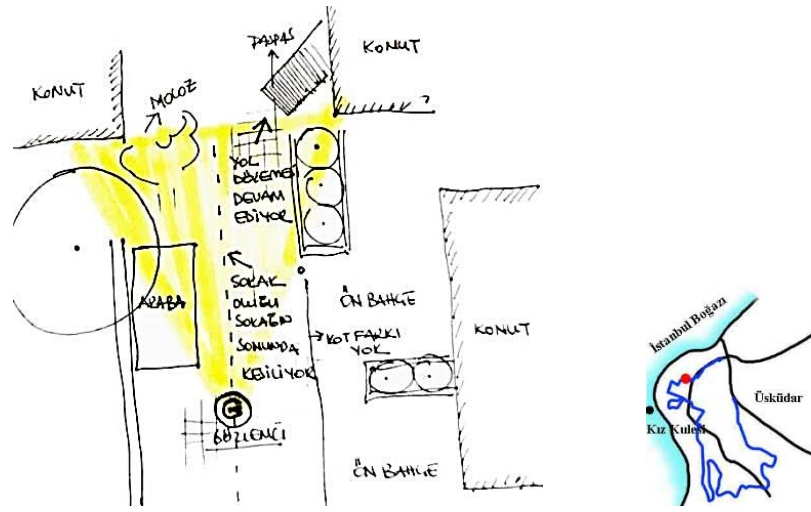 PASPAS
KONUT
KONUT
MOLOZ
YOL
DÖŞEMESİ
DEVAM
EDİYOR
ARABA
SOKAK
OLUĞU
SOKAĞIN
SONUNDA
KESİLİYOR
ÖN BAHÇE
KOT FARKI
YOK
KONUT
GÖZLEMCİ
ÖN BAHÇE
İstanbul Boğazı
Üsküdar
Kız Kulesi